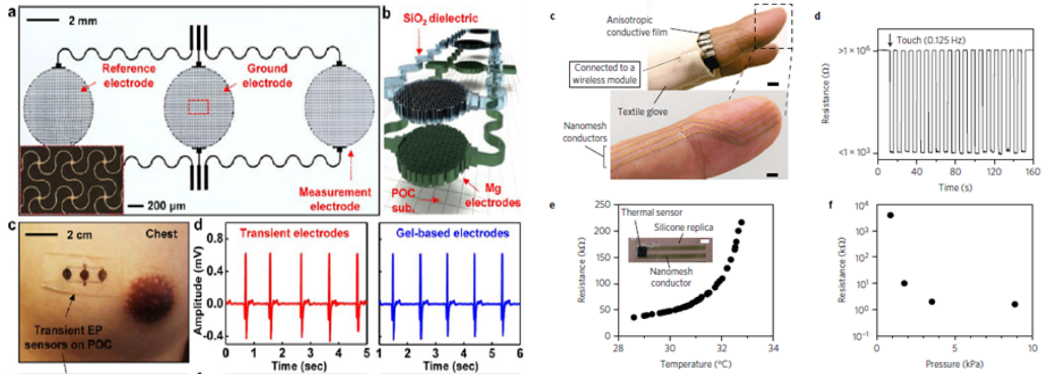 a
2 mm
Reference
electrode
Ground
electrode
Measurement
electrode
200 μm
b
SiO2 dielectric
POC
sub.
Mg
electrodes
c
2 cm
Chest
Transient EP
sensors on POC
d
Transient electrodes
Gel-based electrodes
Amplitude (mV)
0.8
0.4
0.0
-0.4
0 1 2 3 4 5
Time (sec)
1 2 3 4 5 6
Time (sec)
c
Anisotropic
conductive film
Connected to a
wireless module
Textile glove
Nanomesh
conductors
d
Touch (0.125 Hz)
Resistance (Ω)
>1 × 10⁶
<1 × 10³
0 40 80 120 160
Time (s)
e
Thermal sensor
Silicone replica
Nanomesh
conductor
Resistance (kΩ)
250
200
150
100
50
0
28 30 32 34
Temperature (°C)
f
Resistance (Ω)
10⁴
10³
10²
10¹
10⁰
10⁻¹
0 5 10
Pressure (kPa)